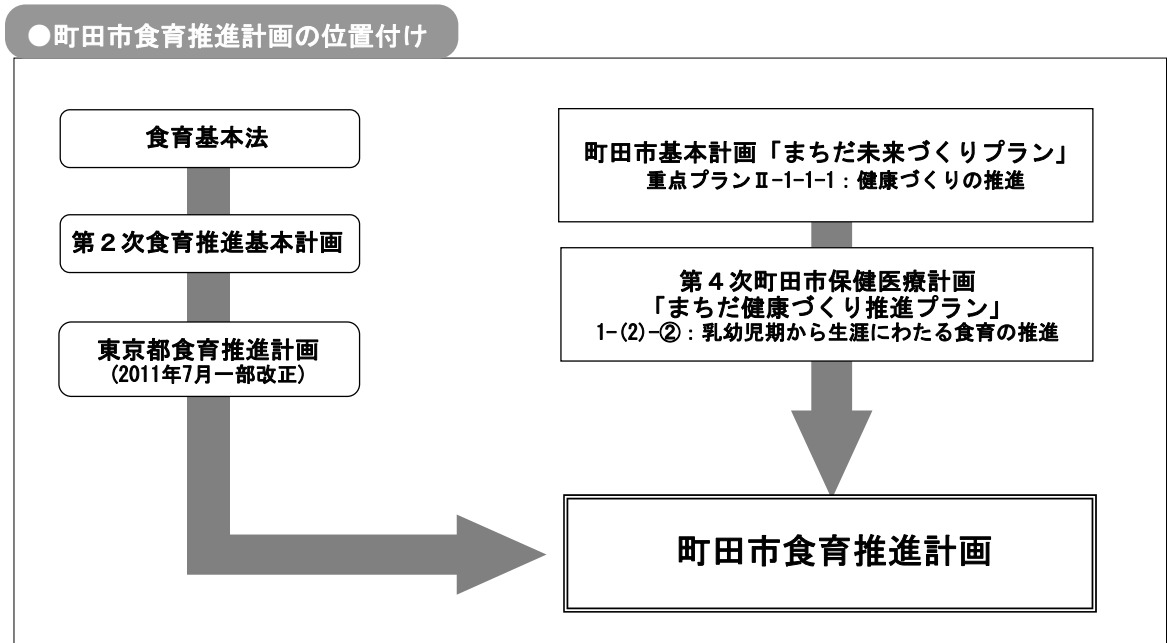 ●町田市食育推進計画の位置付け
食育基本法
第２次食育推進基本計画
東京都食育推進計画
(2011年7月一部改正)
町田市基本計画「まちだ未来づくりプラン」
重点プランⅡ-1-1-1：健康づくりの推進
第４次町田市保健医療計画
「まちだ健康づくり推進プラン」
1-(2)-②：乳幼児期から生涯にわたる食育の推進
町田市食育推進計画